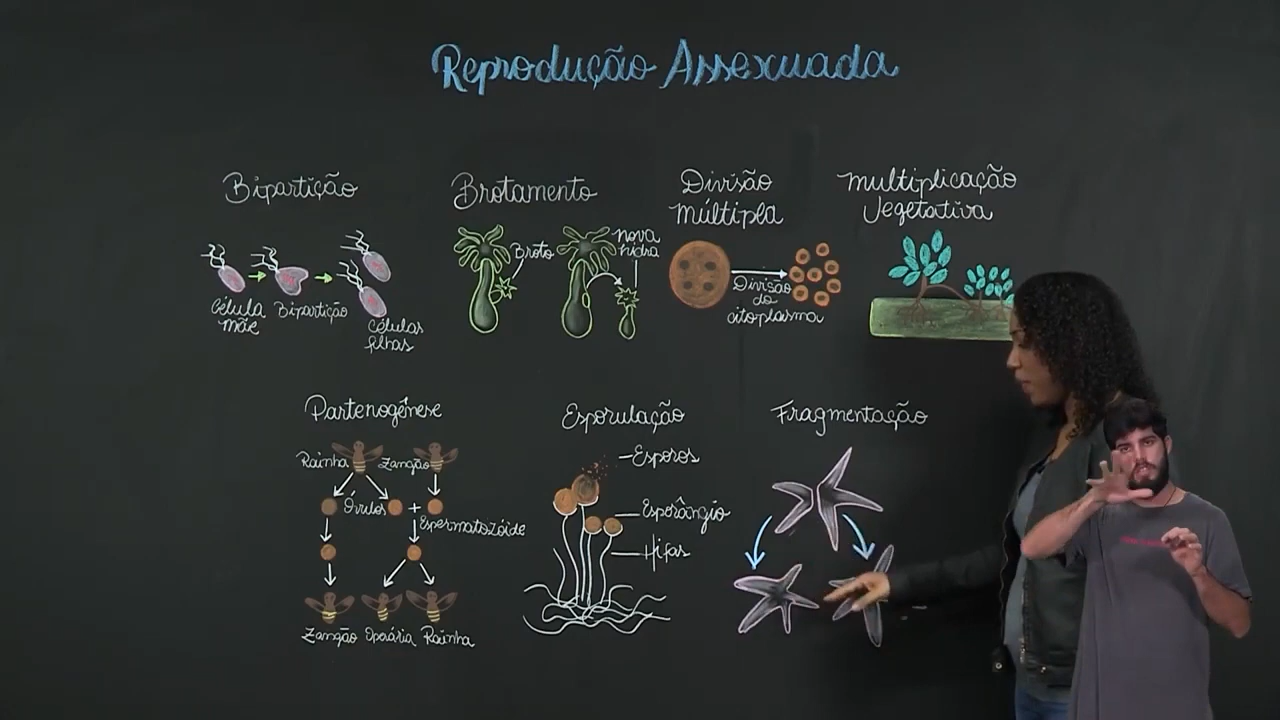 Reprodução Assexuada
Bipartição
Célula
mãe
Bipartição
Células
filhas
Brotamento
Broto
nova
hidra
Divisão
múltipla
Divisão
do
citoplasma
multiplicação
Vegetativa
Partenogênese
Rainha
Zangão
Óvulos
+
Espermatozóide
Zangão
Operária
Rainha
Esporulação
Esporos
Esporângio
Hifas
Fragmentação